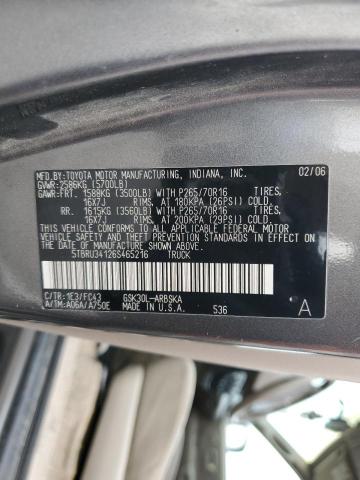 MFD.BY:TOYOTA MOTOR MANUFACTURING, INDIANA, INC. 02/06
GVWR:2586KG (5700LB)
GAWR:FRT. 1588KG (3500LB) WITH P265/70R16 TIRES,
16X7J RIMS, AT 180KPA (26PSI) COLD.
RR. 1615KG (3560LB) WITH P265/70R16 TIRES,
16X7J RIMS, AT 200KPA (29PSI) COLD.
THIS VEHICLE CONFORMS TO ALL APPLICABLE FEDERAL
MOTOR VEHICLE SAFETY STANDARDS IN EFFECT ON
THE DATE OF MANUFACTURE SHOWN ABOVE.
5TBRU34126S465216 TRUCK
C/TR:1E3/FC43 GSK30L-ARBSKA
A/TM:A06A/A750E
MADE IN U.S.A. 536 A